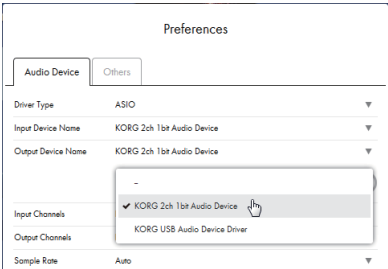 Preferences
Audio Device
Others
Driver Type ASIO
Input Device Name KORG 2ch 1bit Audio Device
Output Device Name KORG 2ch 1bit Audio Device
–
✔ KORG 2ch 1bit Audio Device
Input Channels
KORG USB Audio Device Driver
Output Channels
Sample Rate Auto